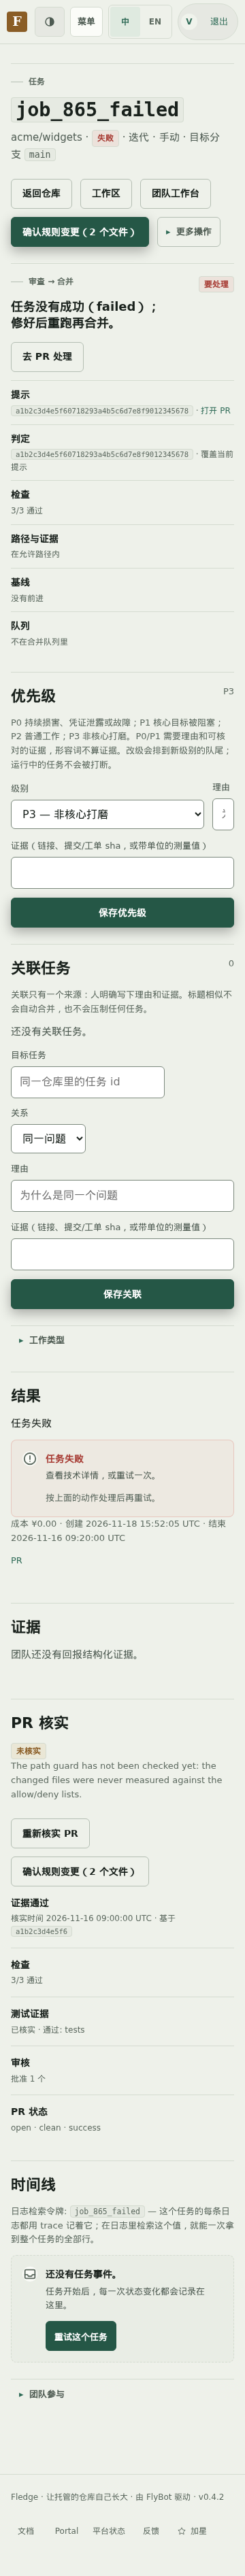 F 菜单 中 EN V 退出
任务
job_865_failed
acme/widgets · 失败 · 迭代 · 手动 · 目标分
支 main
返回仓库 工作区 团队工作台
确认规则变更（2 个文件） ▸ 更多操作
审查 → 合并 要处理
任务没有成功（failed）；
修好后重跑再合并。
去 PR 处理
提示
a1b2c3d4e5f60718293a4b5c6d7e8f9012345678 · 打开 PR
判定
a1b2c3d4e5f60718293a4b5c6d7e8f9012345678 · 覆盖当前
提示
检查
3/3 通过
路径与证据
在允许路径内
基线
没有前进
队列
不在合并队列里
优先级 P3
P0 持续损害、凭证泄露或故障；P1 核心目标被阻塞；
P2 普通工作；P3 非核心打磨。P0/P1 需要理由和可核
对的证据，形容词不算证据。改级会排到新级别的队尾；
运行中的任务不会被打断。
级别 理由
P3 — 非核心打磨
证据（链接、提交/工单 sha，或带单位的测量值）
保存优先级
关联任务 0
关联只有一个来源：人明确写下理由和证据。标题相似不
会自动合并，也不会压制任何任务。
还没有关联任务。
目标任务
同一仓库里的任务 id
关系
同一问题
理由
为什么是同一个问题
证据（链接、提交/工单 sha，或带单位的测量值）
保存关联
▸ 工作类型
结果
任务失败
任务失败
查看技术详情，或重试一次。
按上面的动作处理后再重试。
成本 ¥0.00 · 创建 2026-11-18 15:52:05 UTC · 结束
2026-11-16 09:20:00 UTC
PR
证据
团队还没有回报结构化证据。
PR 核实
未核实
The path guard has not been checked yet: the
changed files were never measured against the
allow/deny lists.
重新核实 PR
确认规则变更（2 个文件）
证据通过
核实时间 2026-11-16 09:00:00 UTC · 基于
a1b2c3d4e5f6
检查
3/3 通过
测试证据
已核实 · 通过: tests
审核
批准 1 个
PR 状态
open · clean · success
时间线
日志检索令牌: job_865_failed — 这个任务的每条日
志都用 trace 记着它；在日志里检索这个值，就能一次拿
到整个任务的全部行。
还没有任务事件。
任务开始后，每一次状态变化都会记录在
这里。
重试这个任务
▸ 团队参与
Fledge · 让托管的仓库自己长大 · 由 FlyBot 驱动 · v0.4.2
文档 Portal 平台状态 反馈 ☆ 加星